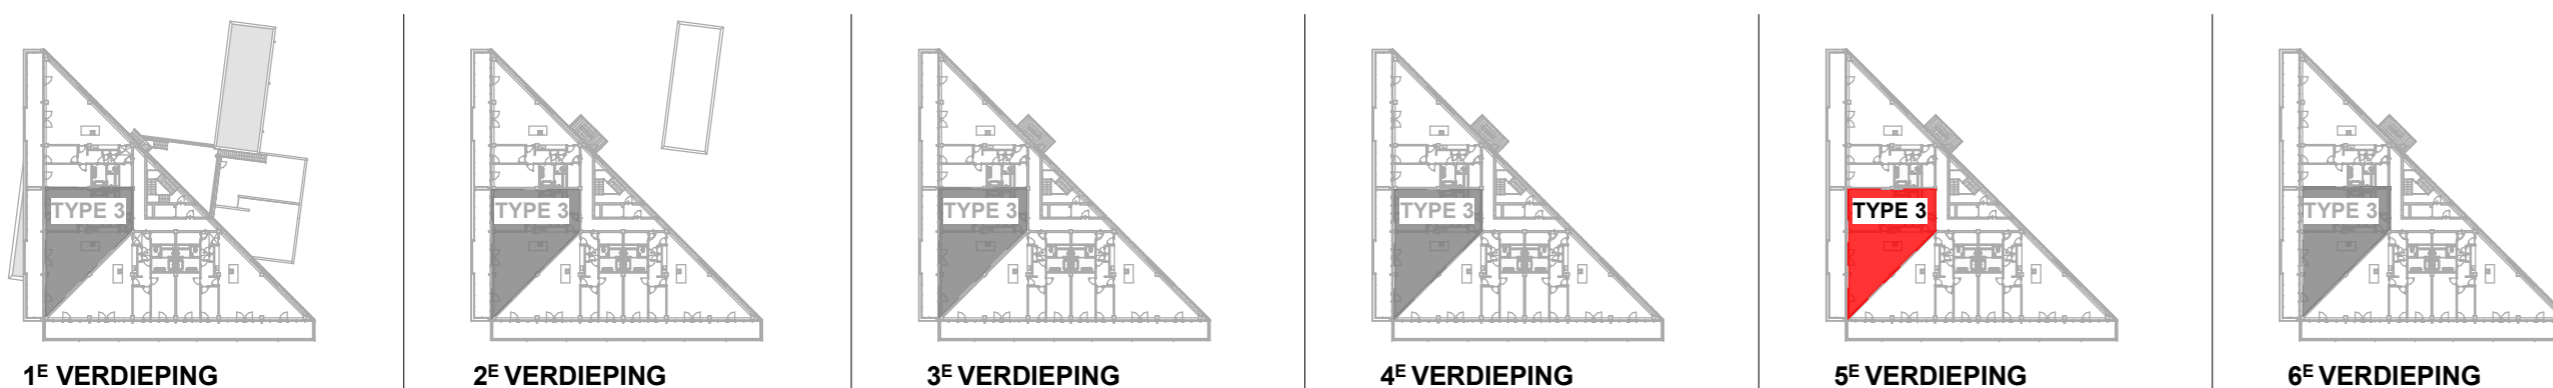 TYPE 3
TYPE 3
TYPE 3
TYPE 3
TYPE 3
TYPE 3
1E VERDIEPING
2E VERDIEPING
3E VERDIEPING
4E VERDIEPING
5E VERDIEPING
6E VERDIEPING